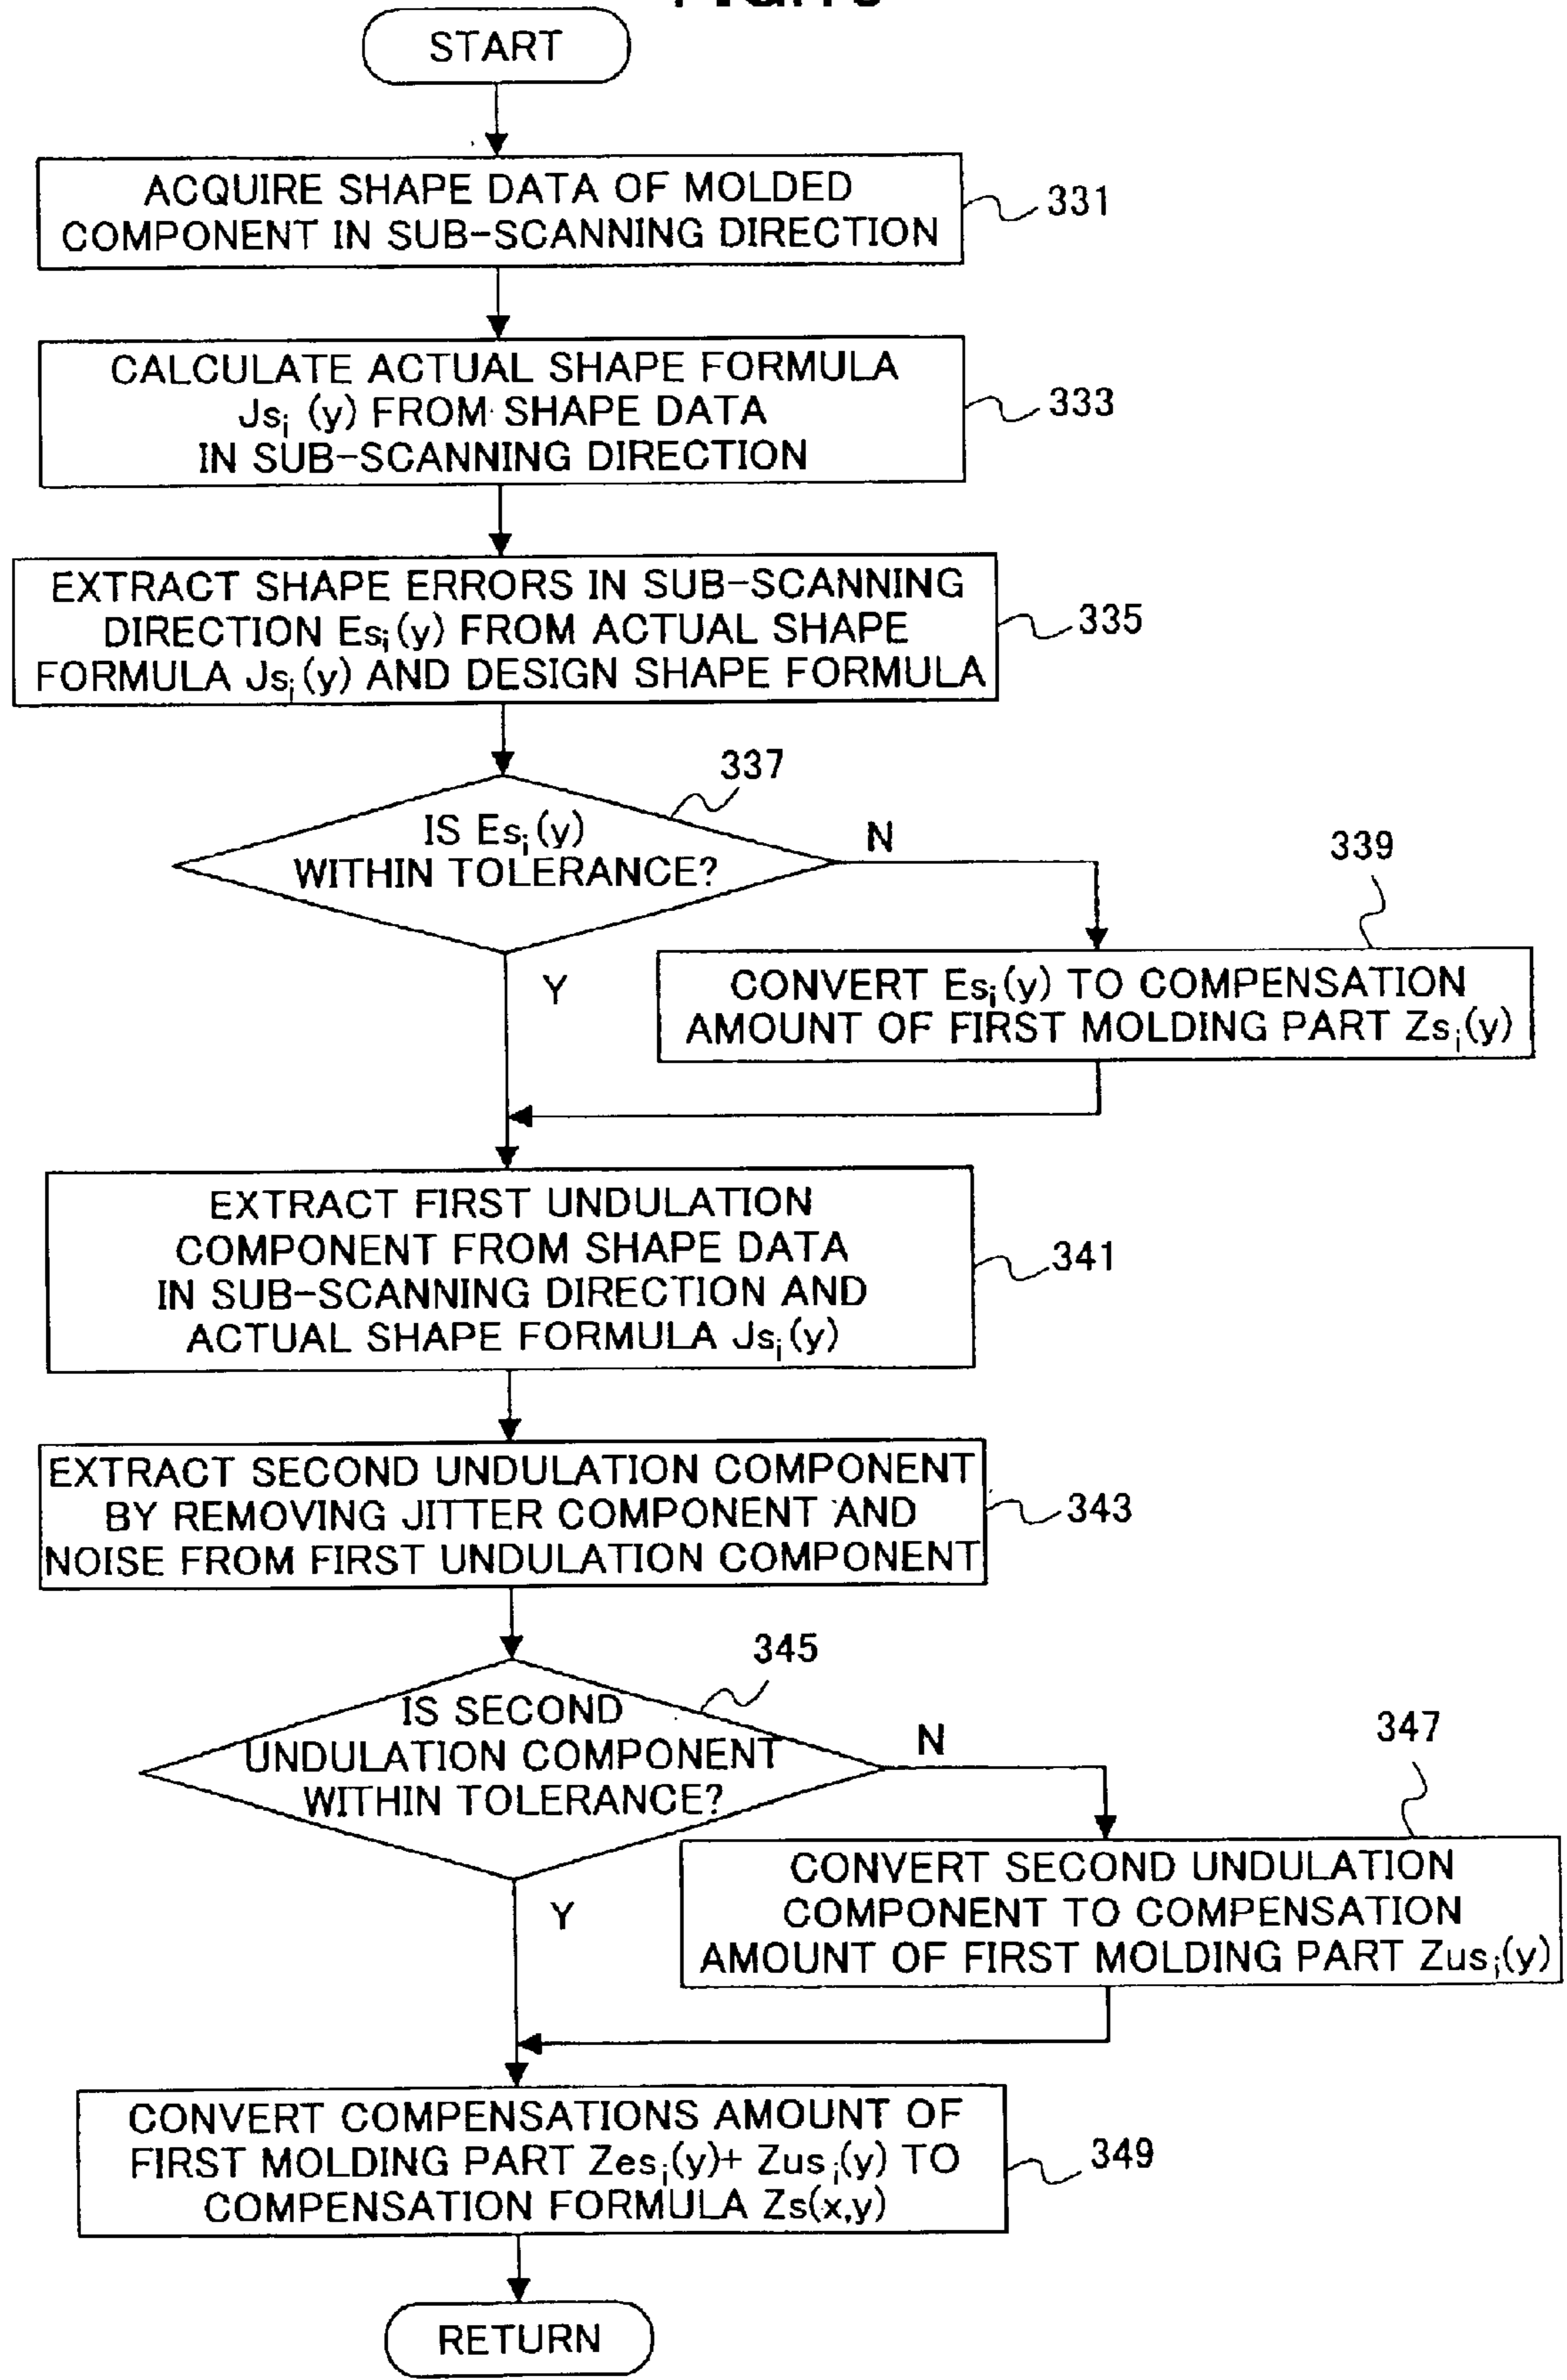 START
ACQUIRE SHAPE DATA OF MOLDED
COMPONENT IN SUB-SCANNING DIRECTION
331
CALCULATE ACTUAL SHAPE FORMULA
Jsi (y) FROM SHAPE DATA
IN SUB-SCANNING DIRECTION
333
EXTRACT SHAPE ERRORS IN SUB-SCANNING
DIRECTION Esi(y) FROM ACTUAL SHAPE
FORMULA Jsi(y) AND DESIGN SHAPE FORMULA
335
337
IS Esi(y)
WITHIN TOLERANCE?
N
Y
339
CONVERT Esi(y) TO COMPENSATION
AMOUNT OF FIRST MOLDING PART Zsi(y)
EXTRACT FIRST UNDULATION
COMPONENT FROM SHAPE DATA
IN SUB-SCANNING DIRECTION AND
ACTUAL SHAPE FORMULA Jsi(y)
341
EXTRACT SECOND UNDULATION COMPONENT
BY REMOVING JITTER COMPONENT AND
NOISE FROM FIRST UNDULATION COMPONENT
343
345
IS SECOND
UNDULATION COMPONENT
WITHIN TOLERANCE?
N
Y
347
CONVERT SECOND UNDULATION
COMPONENT TO COMPENSATION
AMOUNT OF FIRST MOLDING PART Zusi(y)
CONVERT COMPENSATIONS AMOUNT OF
FIRST MOLDING PART Zesi(y)+ Zusi(y) TO
COMPENSATION FORMULA Zs(x,y)
349
RETURN